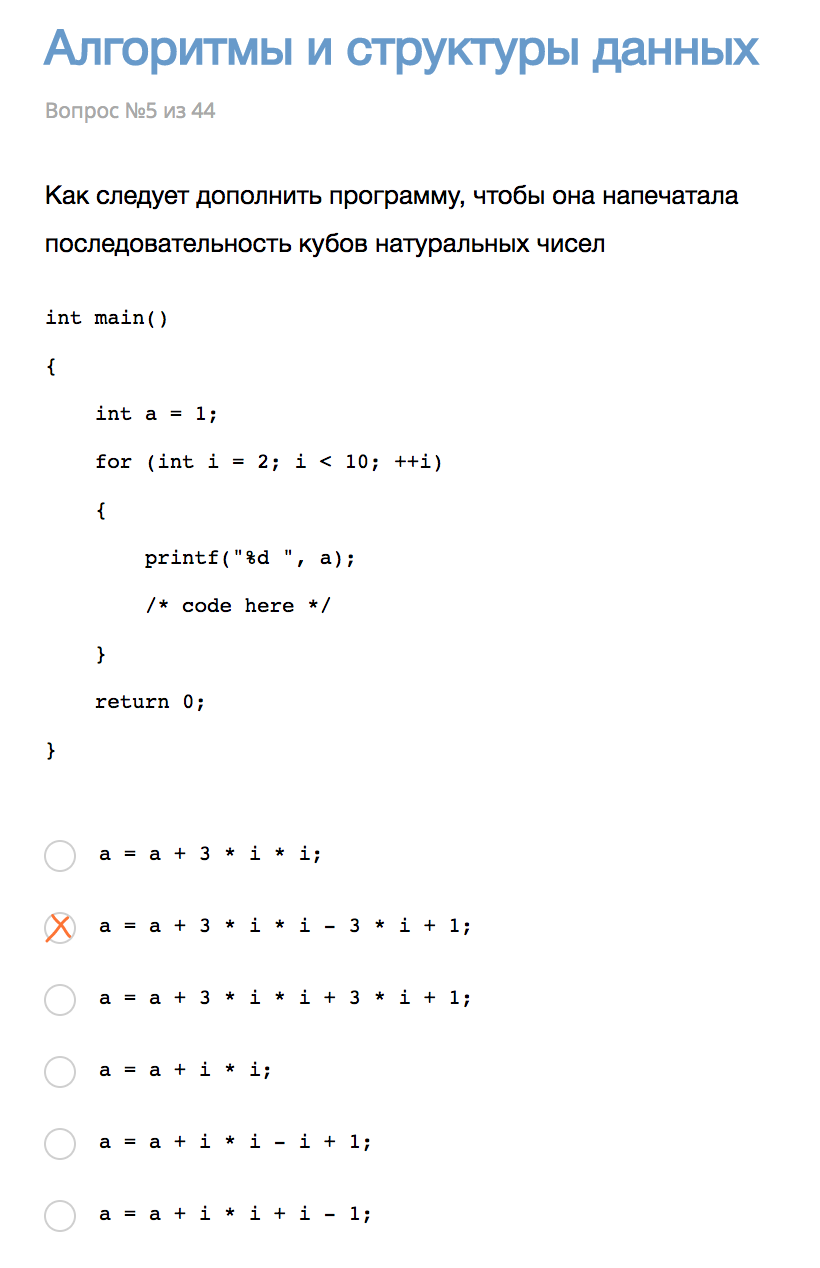 Алгоритмы и структуры данных
Вопрос №5 из 44
Как следует дополнить программу, чтобы она напечатала
последовательность кубов натуральных чисел
int main()
{
    int a = 1;
    for (int i = 2; i < 10; ++i)
    {
        printf("%d ", a);
        /* code here */
    }
    return 0;
}
a = a + 3 * i * i;
a = a + 3 * i * i - 3 * i + 1;
a = a + 3 * i * i + 3 * i + 1;
a = a + i * i;
a = a + i * i - i + 1;
a = a + i * i + i - 1;